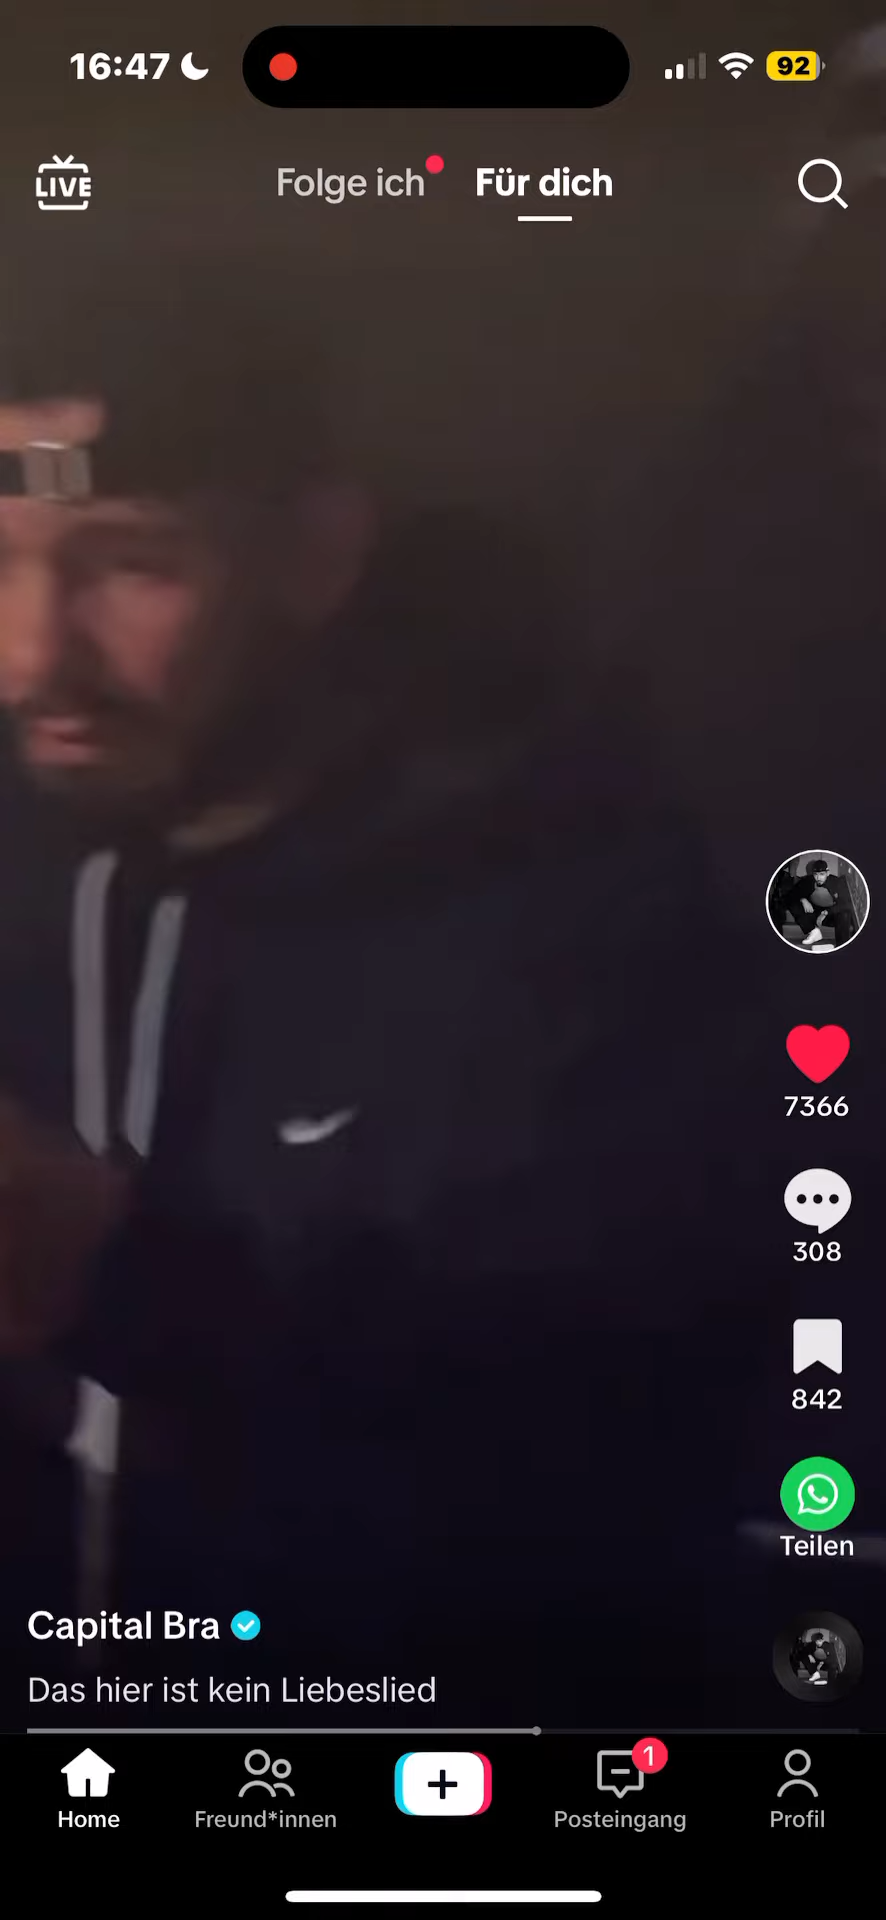 16:47
92
LIVE
Folge ich
Für dich
7366
308
842
Teilen
Capital Bra
Das hier ist kein Liebeslied
1
Home
Freund*innen
Posteingang
Profil